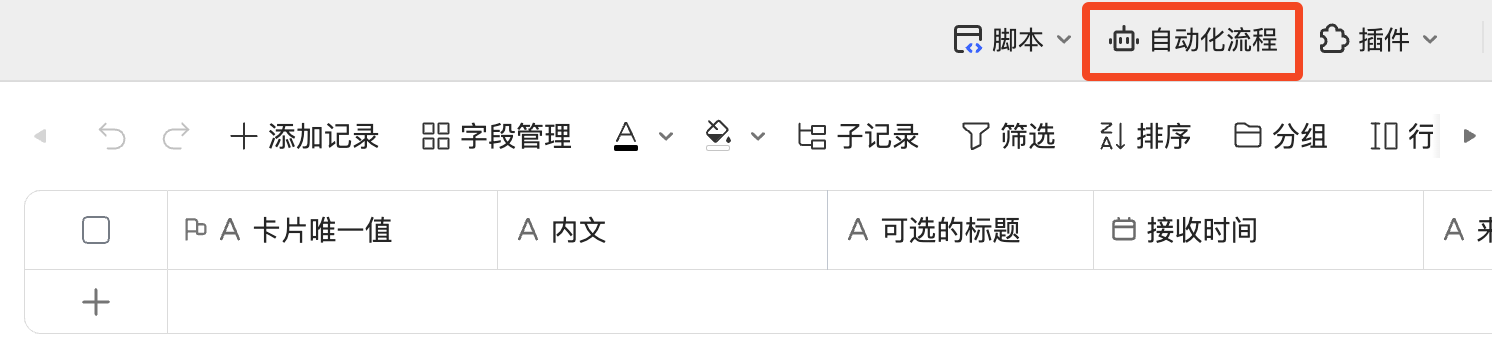 脚本 自动化流程 插件
添加记录 字段管理 A 子记录 筛选 排序 分组 行
A 卡片唯一值 A 内文 A 可选的标题 接收时间 A